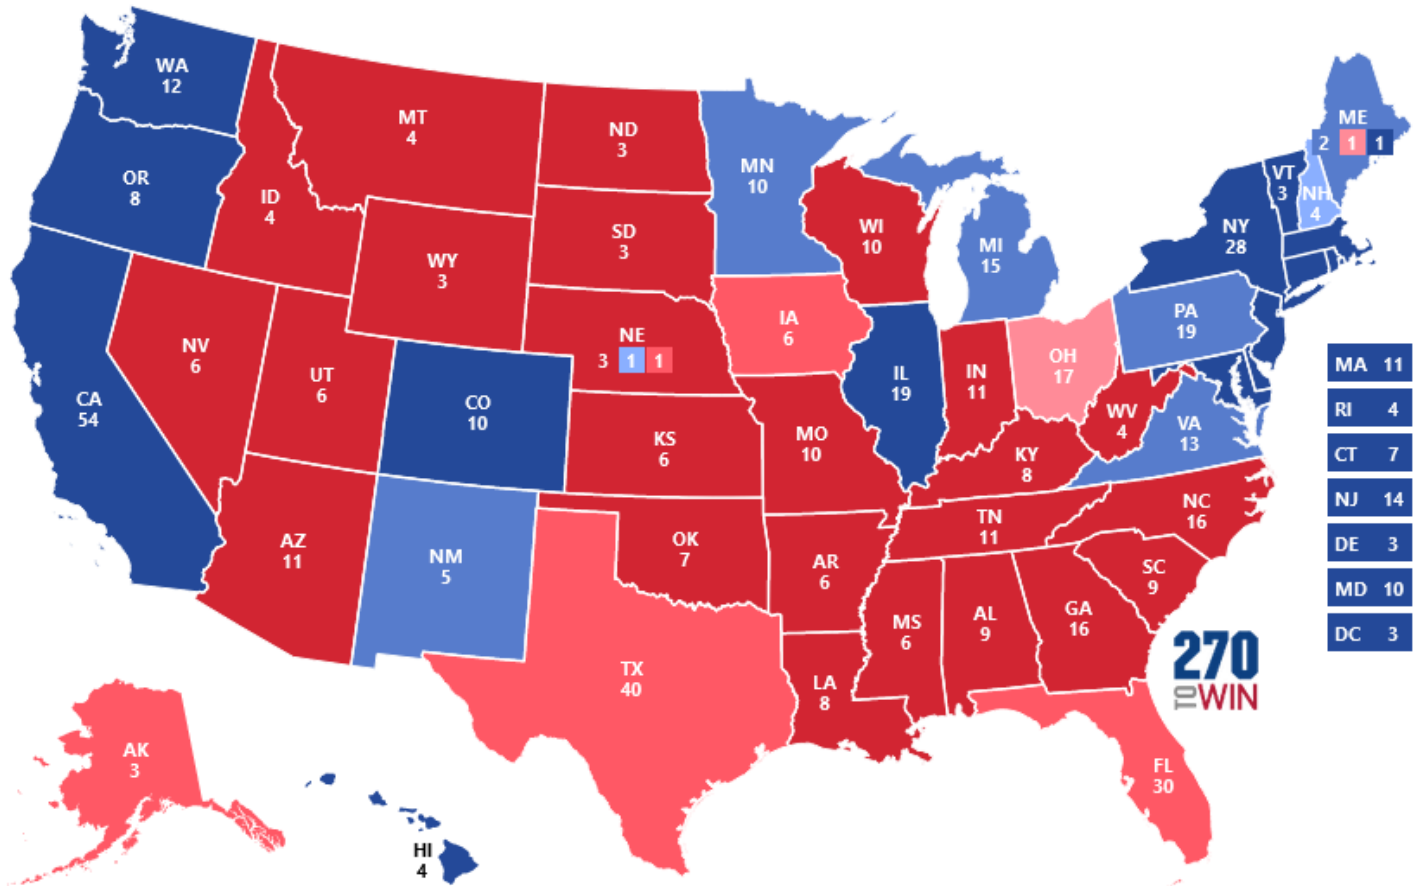 WA
12
OR
8
CA
54
ID
4
MT
4
WY
3
NV
6
UT
6
CO
10
AZ
11
NM
5
ND
3
SD
3
NE
3 1 1
KS
6
OK
7
TX
40
MN
10
IA
6
MO
10
AR
6
LA
8
WI
10
IL
19
MI
15
IN
11
OH
17
KY
8
TN
11
MS
6
AL
9
GA
16
FL
30
SC
9
NC
16
VA
13
WV
4
PA
19
NY
28
VT
3
NH
4
ME
2 1 1
MA 11
RI 4
CT 7
NJ 14
DE 3
MD 10
DC 3
AK
3
HI
4
270
TO WIN